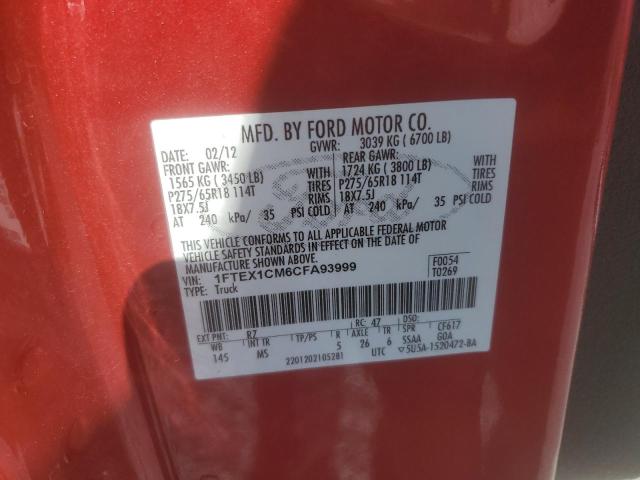 MFD. BY FORD MOTOR CO.
DATE: 02/12 GVWR: 3039 KG ( 6700 LB)
FRONT GAWR: REAR GAWR:
1565 KG ( 3450 LB) WITH 1724 KG ( 3800 LB) WITH
P275/65R18 114T TIRES P275/65R18 114T TIRES
18X7.5J RIMS 18X7.5J RIMS
AT 240 kPa/ 35 PSI COLD AT 240 kPa/ 35 PSI COLD
THIS VEHICLE CONFORMS TO ALL APPLICABLE FEDERAL MOTOR
VEHICLE SAFETY STANDARDS IN EFFECT ON THE DATE OF
MANUFACTURE SHOWN ABOVE.
VIN: 1FTEX1CM6CFA93999 F0054
TYPE: Truck T0269
EXT PNT: R7 RC: 47 DSO:
WB INT TR TP/PS R AXLE TR SPR CF617
145 MS 5 26 6 SSAA GOA
2201202105281 UTC 5U5A-1520472-BA